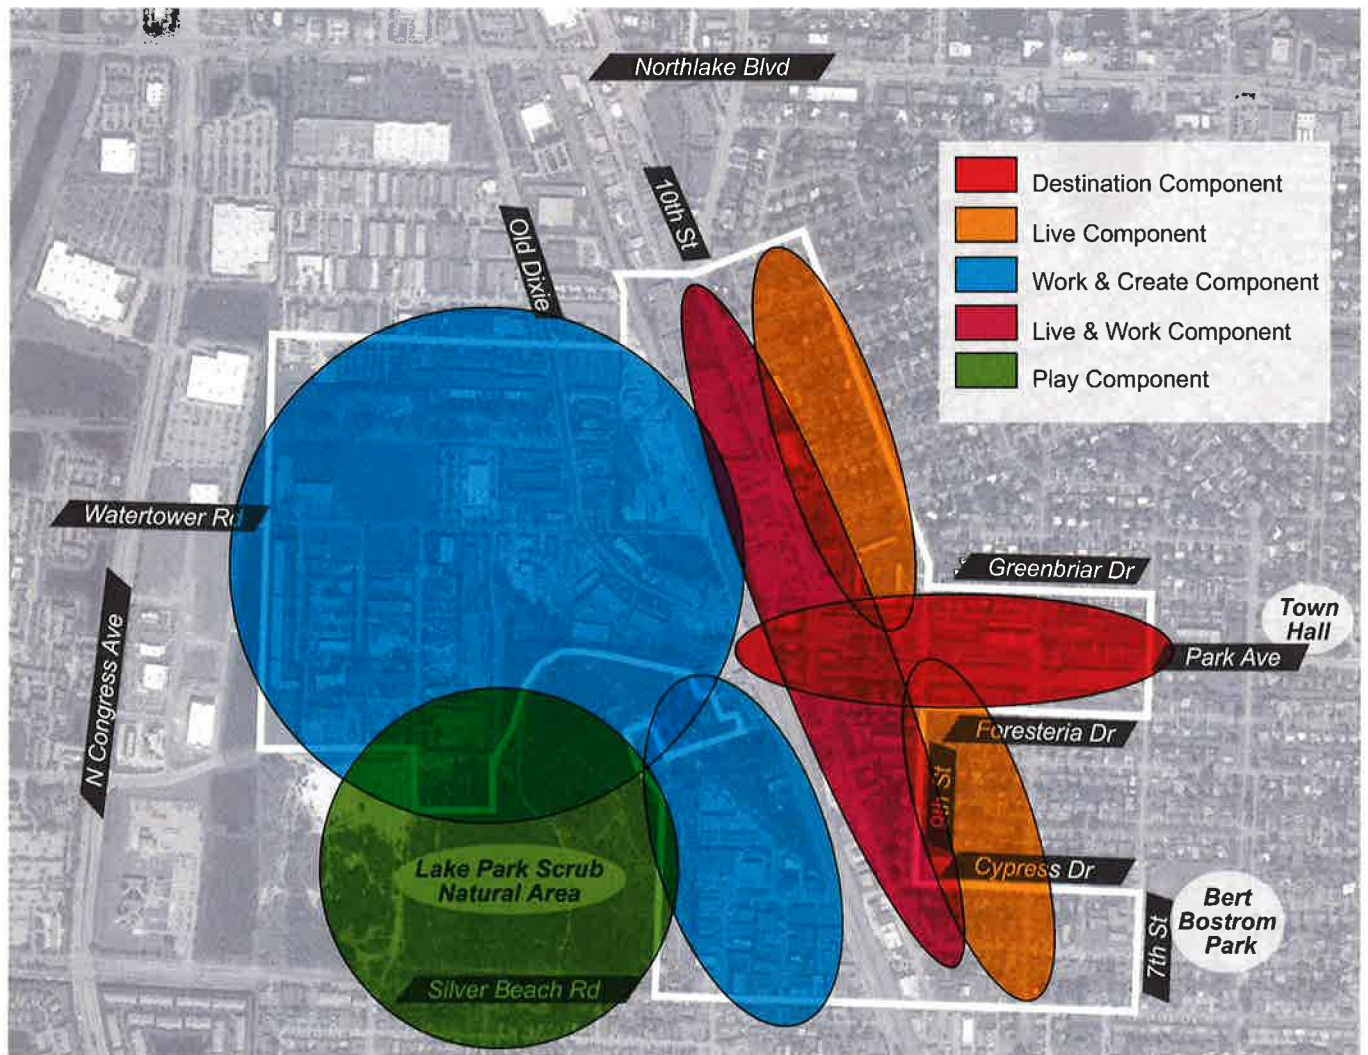 Northlake Blvd
10th St
Old Dixie
Destination Component
Live Component
Work & Create Component
Live & Work Component
Play Component
Watertower Rd
Greenbriar Dr
Town
Hall
Park Ave
N Congress Ave
Foresteria Dr
9th St
Cypress Dr
Lake Park Scrub
Natural Area
Bert
Bostrom
Park
7th St
Silver Beach Rd